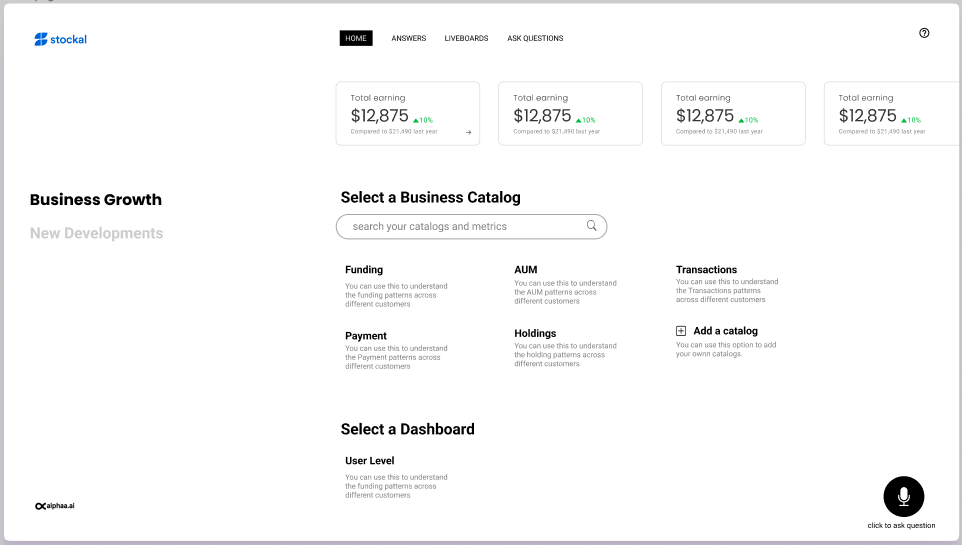 stockal
HOME ANSWERS LIVEBOARDS ASK QUESTIONS
Total earning
$12,875 10%
Compared to $21,490 last year
Total earning
$12,875 10%
Compared to $21,490 last year
Total earning
$12,875 10%
Compared to $21,490 last year
Total earning
$12,875 10%
Compared to $21,490 last year
Business Growth
New Developments
Select a Business Catalog
search your catalogs and metrics
Funding
You can use this to understand
the funding patterns across
different customers
AUM
You can use this to understand
the AUM patterns across
different customers
Transactions
You can use this to understand
the Transactions patterns
across different customers
Payment
You can use this to understand
the Payment patterns across
different customers
Holdings
You can use this to understand
the holding patterns across
different customers
Add a catalog
You can use this option to add
your ownn catalogs.
Select a Dashboard
User Level
You can use this to understand
the funding patterns across
different customers
alphaa.ai
click to ask question